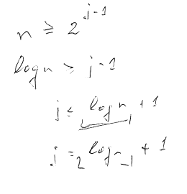 n ≥ 2^{j-1}
log n ≥ j-1
j ≤ log n + 1
j = log n + 1